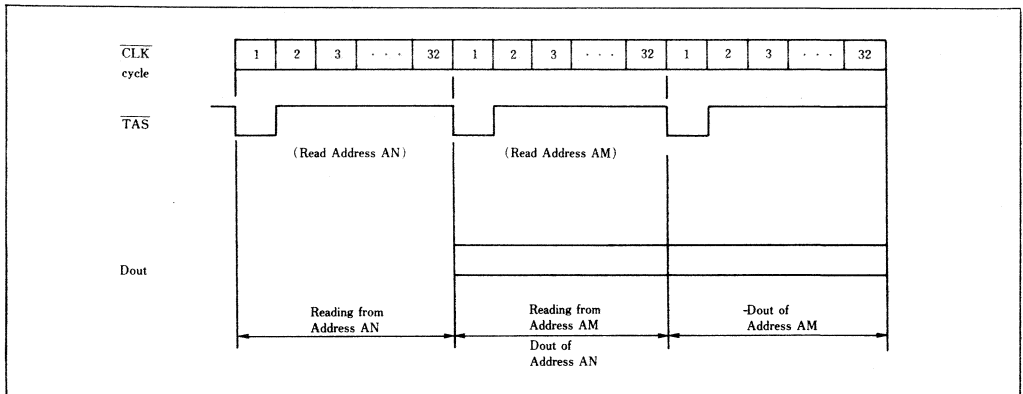 CLK
cycle
1 2 3 · · · · 32 1 2 3 · · · · 32 1 2 3 · · · · 32
TAS
(Read Address AN) (Read Address AM)
Dout
Reading from
Address AN
Reading from
Address AM
-Dout of
Address AM
Dout of
Address AN